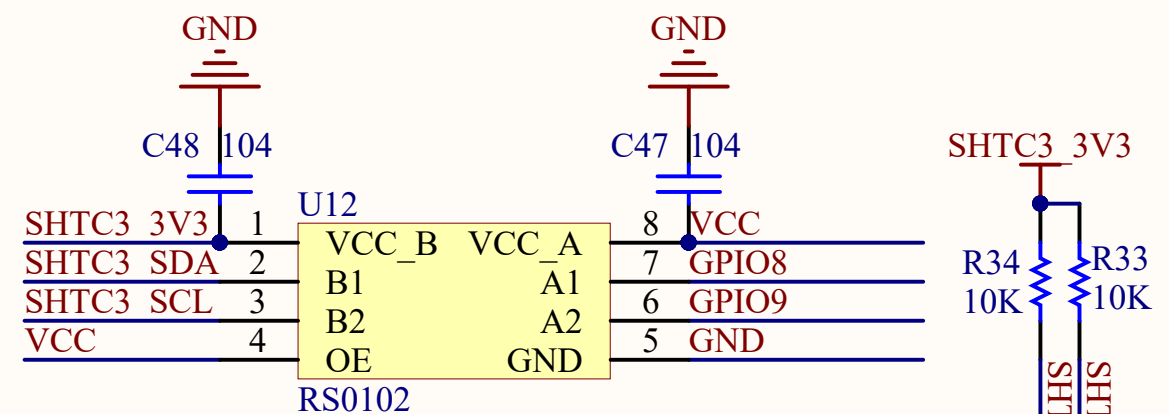 GND
GND
C48 104
C47 104
SHTC3_3V3
U12
SHTC3_3V3 1 VCC_B VCC_A 8 VCC
SHTC3_SDA 2 B1 A1 7 GPIO8
SHTC3_SCL 3 B2 A2 6 GPIO9
VCC 4 OE GND 5 GND
RS0102
R34
10K
R33
10K